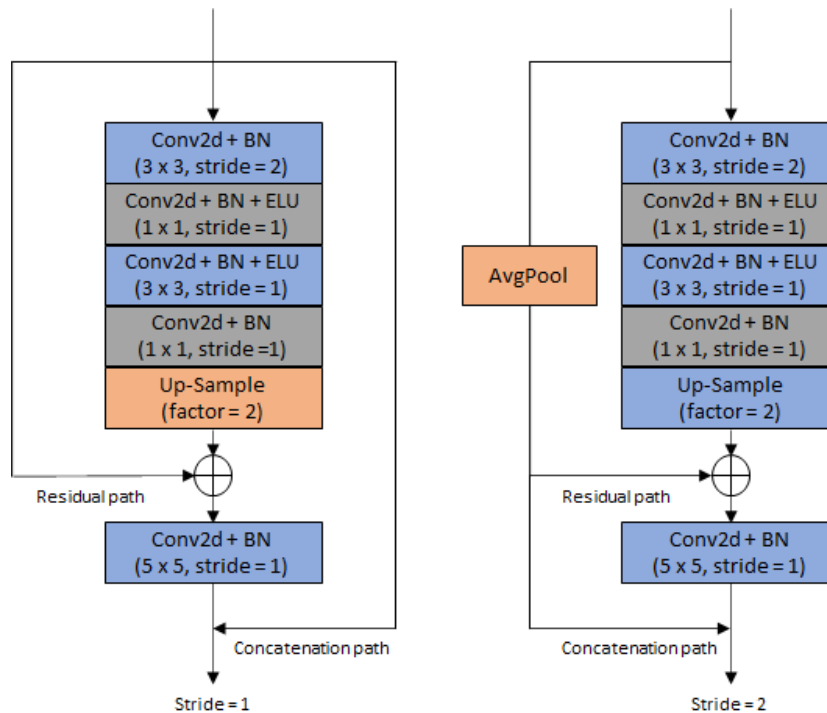 Conv2d + BN
(3 x 3, stride = 2)
Conv2d + BN + ELU
(1 x 1, stride = 1)
Conv2d + BN + ELU
(3 x 3, stride = 1)
Conv2d + BN
(1 x 1, stride =1)
Up-Sample
(factor = 2)
Residual path
Conv2d + BN
(5 x 5, stride = 1)
Concatenation path
Stride = 1
Conv2d + BN
(3 x 3, stride = 2)
Conv2d + BN + ELU
(1 x 1, stride = 1)
AvgPool
Conv2d + BN + ELU
(3 x 3, stride = 1)
Conv2d + BN
(1 x 1, stride = 1)
Up-Sample
(factor = 2)
Residual path
Conv2d + BN
(5 x 5, stride = 1)
Concatenation path
Stride = 2